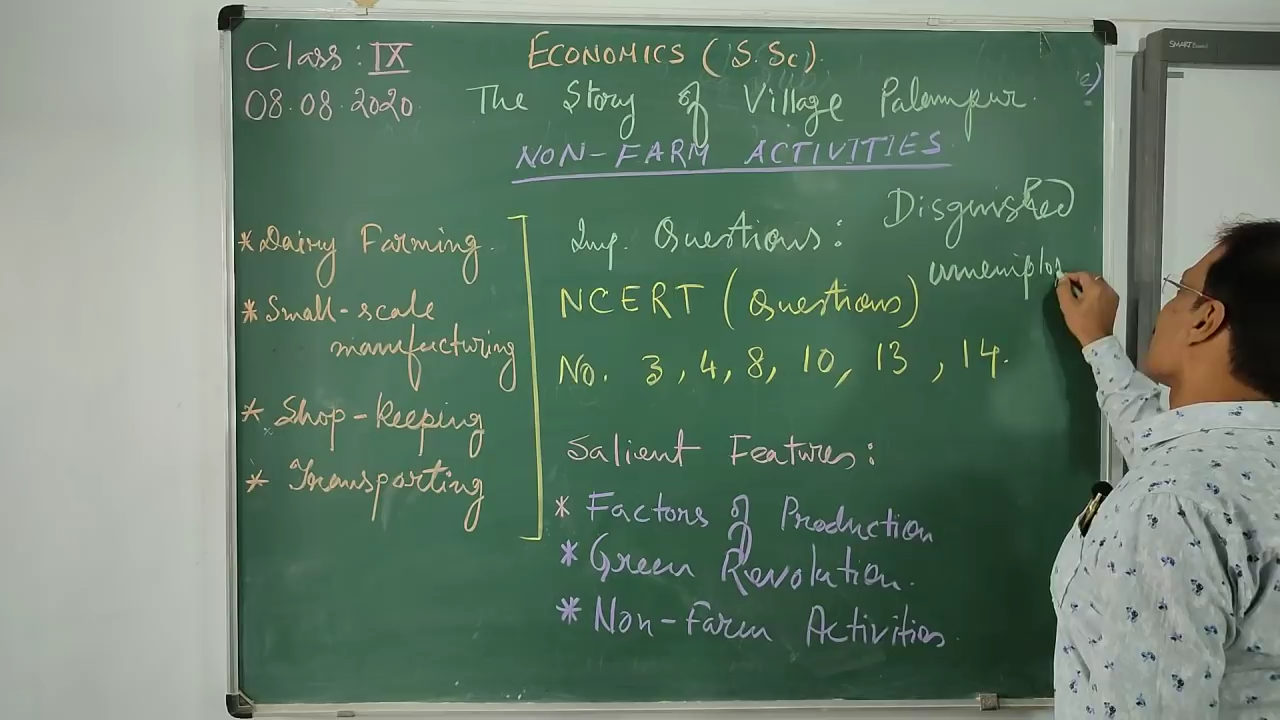 Class : IX
08.08.2020
ECONOMICS (S.Sc).
The Story of Village Palampur.
NON-FARM ACTIVITIES
* Dairy Farming.
* Small-scale
manufacturing
* Shop-keeping
* Transporting
Imp. Questions:
NCERT (Questions)
No. 3, 4, 8, 10, 13, 14.
Disguished
unemplo
Salient Features:
* Factors of Production
* Green Revolution.
* Non-Farm Activities.
SMART Board